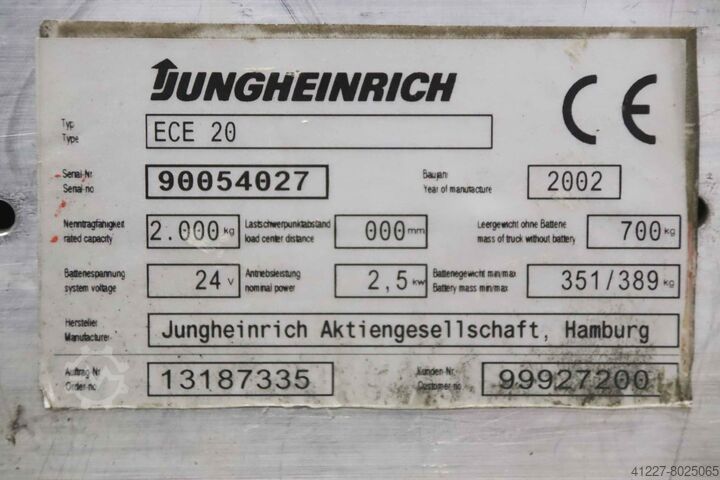 JUNGHEINRICH
CE
Typ
Type
ECE 20
Serial-Nr.
Serial-no
90054027
Baujahr
Year of manufacture
2002
Nenntragfähigkeit
rated capacity
2.000 kg
Lastschwerpunktabstand
load center distance
000 mm
Leergewicht ohne Batterie
mass of truck without battery
700 kg
Batteriespannung
system voltage
24 V
Antriebsleistung
nominal power
2,5 kW
Batteriegewicht min/max
Battery mass min/max
351/389 kg
Hersteller
Manufacturer
Jungheinrich Aktiengesellschaft, Hamburg
Auftrag-Nr.
Order-no
13187335
Kunden-Nr.
Customer-no
99927200
41227-8025065